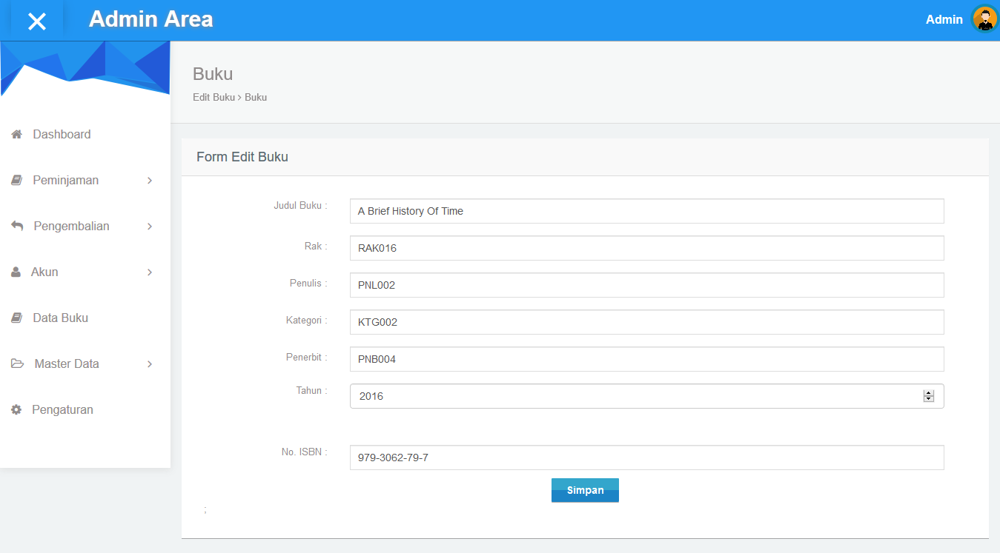 Admin Area
Admin
Buku
Edit Buku > Buku
Dashboard
Peminjaman
Pengembalian
Akun
Data Buku
Master Data
Pengaturan
Form Edit Buku
Judul Buku : A Brief History Of Time
Rak : RAK016
Penulis : PNL002
Kategori : KTG002
Penerbit : PNB004
Tahun : 2016
No. ISBN : 979-3062-79-7
Simpan
;